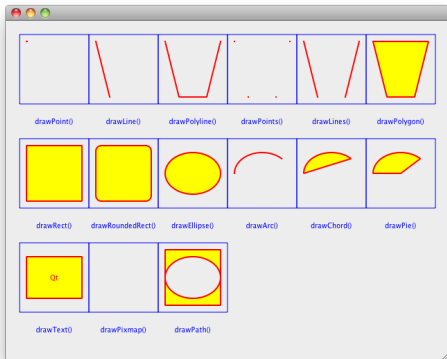 drawPoint() drawLine() drawPolyline() drawPoints() drawLines() drawPolygon()
drawRect() drawRoundedRect() drawEllipse() drawArc() drawChord() drawPie()
Qt
drawText() drawPixmap() drawPath()